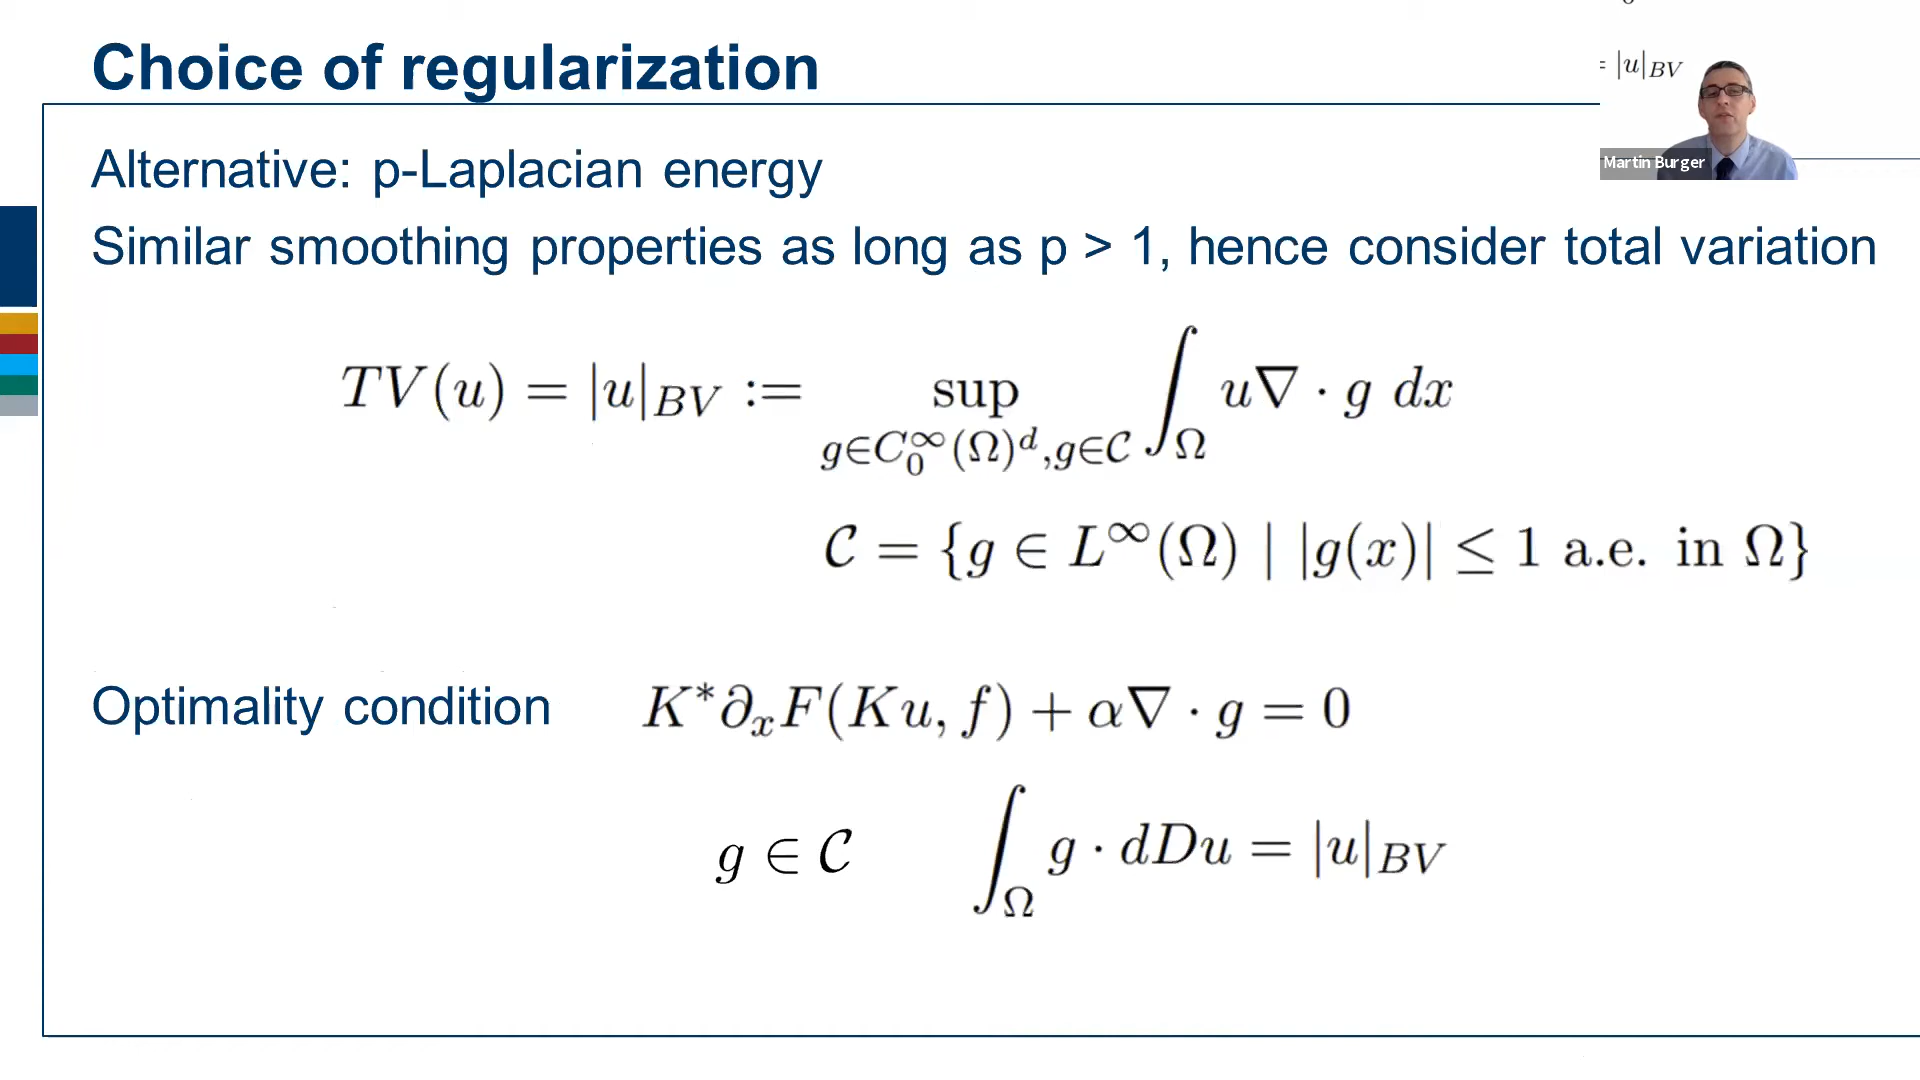 Choice of regularization
= |u|_{BV}
Martin Burger
Alternative: p-Laplacian energy
Similar smoothing properties as long as p > 1, hence consider total variation
TV(u) = |u|_{BV} := \sup_{g∈C_0^∞(Ω)^d, g∈𝒞} ∫_Ω u∇ · g dx
𝒞 = {g ∈ L^∞(Ω) | |g(x)| ≤ 1 a.e. in Ω}
Optimality condition K^*∂_xF(Ku, f) + α∇ · g = 0
g ∈ 𝒞 ∫_Ω g · dDu = |u|_{BV}